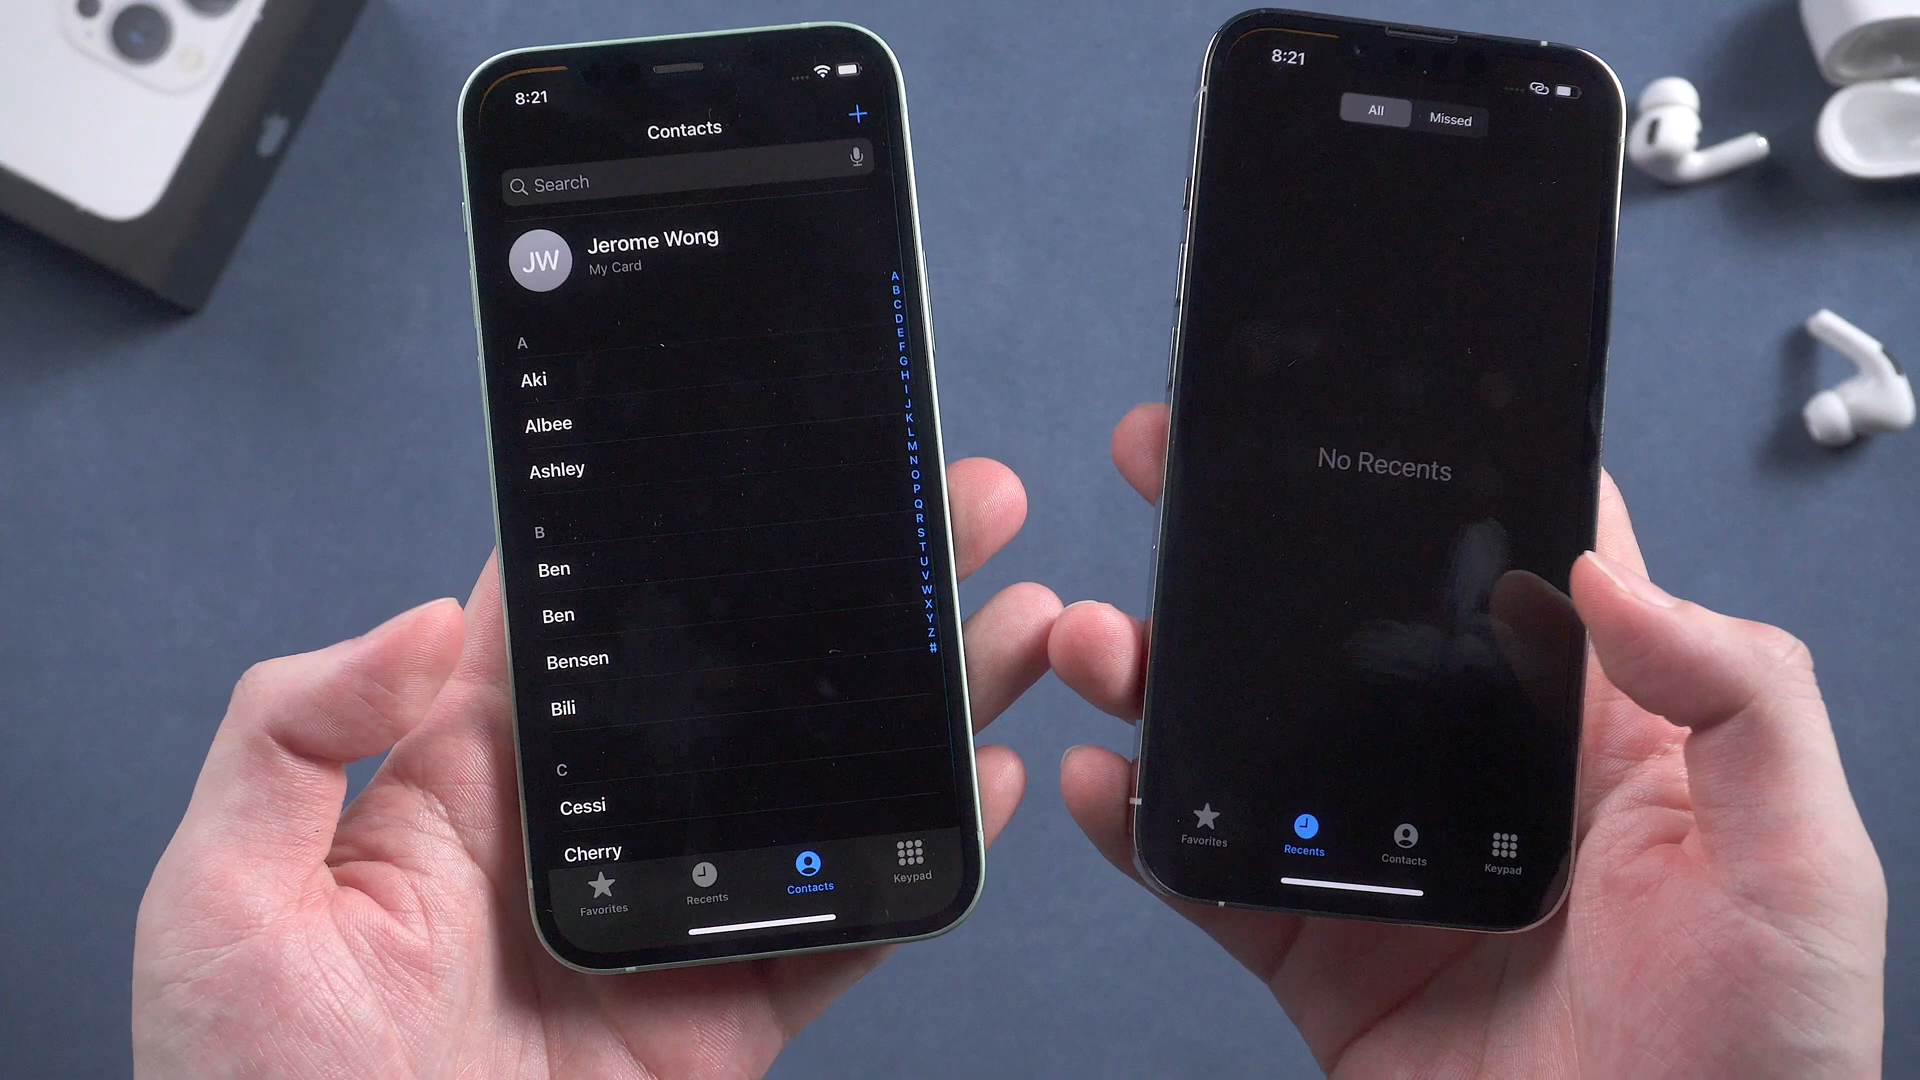 8:21
Contacts
+
Search
JW
Jerome Wong
My Card
A
Aki
Albee
Ashley
B
Ben
Ben
Bensen
Bili
C
Cessi
Cherry
A
B
C
D
E
F
G
H
I
J
K
L
M
N
O
P
Q
R
S
T
U
V
W
X
Y
Z
#
Favorites
Recents
Contacts
Keypad
8:21
All
Missed
No Recents
Favorites
Recents
Contacts
Keypad